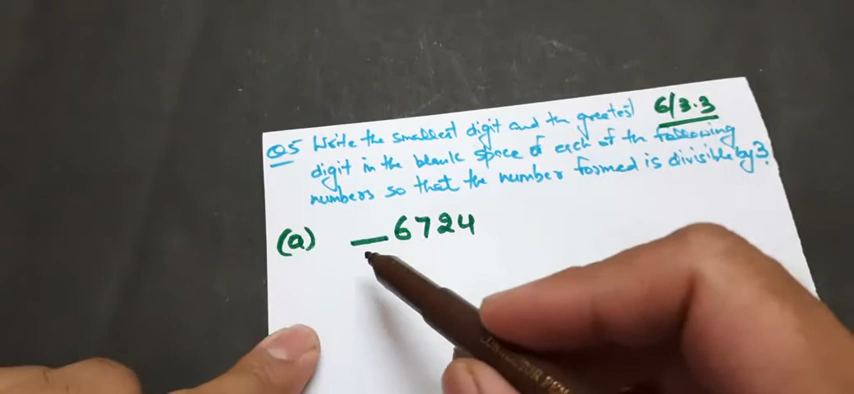 6/3.3
Q5 Write the smallest digit and the greatest
digit in the blank space of each of the following
numbers so that the number formed is divisible by 3.
(a) __6724